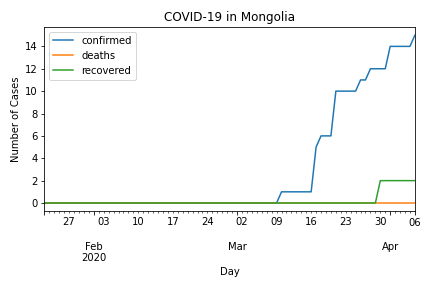 COVID-19 in Mongolia
confirmed
deaths
recovered
Number of Cases
14
12
10
8
6
4
2
0
27 03 10 17 24 02 09 16 23 30 06
Feb Mar Apr
2020
Day